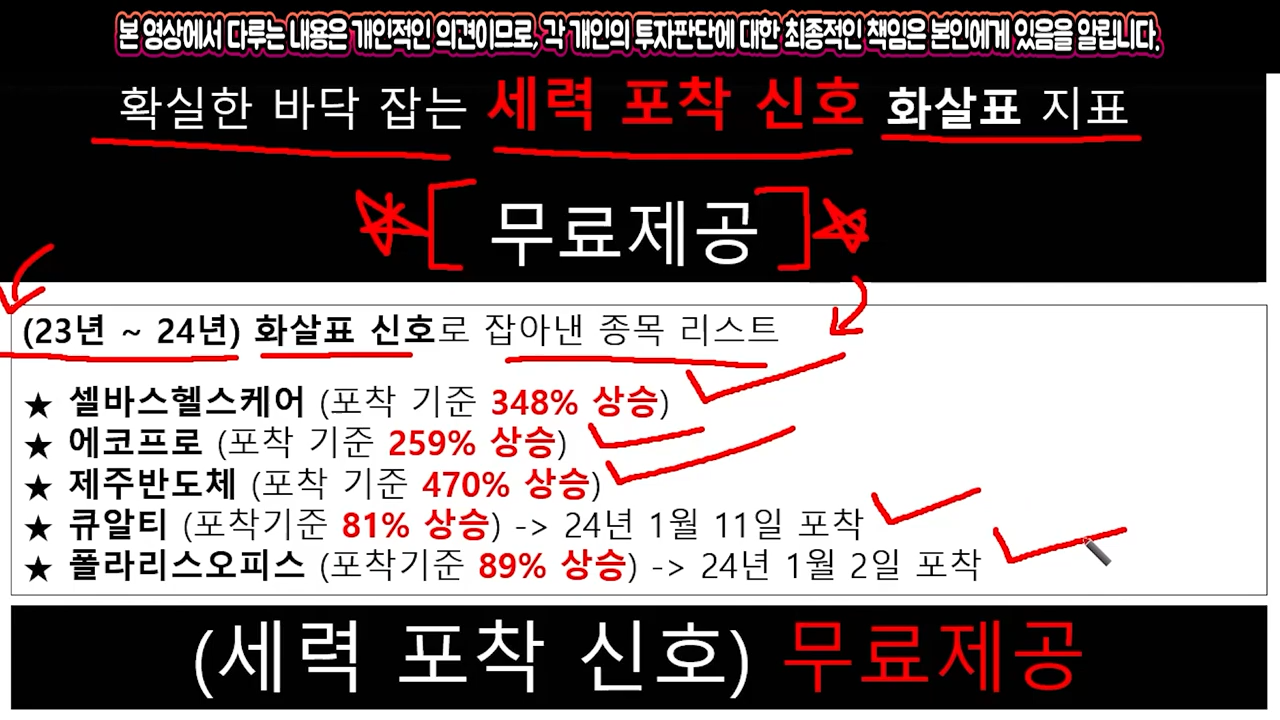 본 영상에서 다루는 내용은 개인적인 의견이므로, 각 개인의 투자판단에 대한 최종적인 책임은 본인에게 있음을 알립니다.
확실한 바닥 잡는 세력 포착 신호 화살표 지표
무료제공
(23년 ~ 24년) 화살표 신호로 잡아낸 종목 리스트
★ 셀바스헬스케어 (포착 기준 348% 상승)
★ 에코프로 (포착 기준 259% 상승)
★ 제주반도체 (포착 기준 470% 상승)
★ 큐알티 (포착기준 81% 상승) -> 24년 1월 11일 포착
★ 폴라리스오피스 (포착기준 89% 상승) -> 24년 1월 2일 포착
(세력 포착 신호) 무료제공